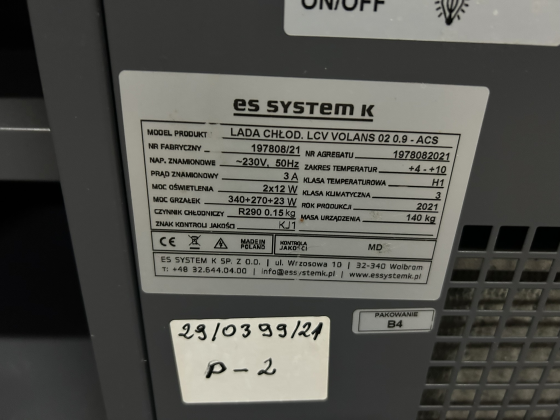 ON/OFF
es SYSTEM K
MODEL PRODUKT LADA CHŁOD. LCV VOLANS 02 0.9 - ACS
NR FABRYCZNY 197808/21 NR AGREGATU 1978082021
NAP. ZNAMIONOWE ~230V, 50Hz ZAKRES TEMPERATUR +4 - +10
PRĄD ZNAMIONOWY 3 A KLASA TEMPERATUROWA H1
MOC OŚWIETLENIA 2x12 W KLASA KLIMATYCZNA 3
MOC GRZAŁEK 340+270+23 W ROK PRODUKCJI 2021
CZYNNIK CHŁODNICZY R290 0.15 kg MASA URZĄDZENIA 140 kg
ZNAK KONTROLI JAKOŚCI KJ1
CE MADE IN POLAND KONTROLA JAKOŚCI MD
ES SYSTEM K SP. Z O.O. | ul. Wrzosowa 10 | 32-340 Wolbrom
T: +48 32.644.04.00 | info@essystemk.pl | www.essystemk.pl
PAKOWANIE
B4
29/0399/21
P-2